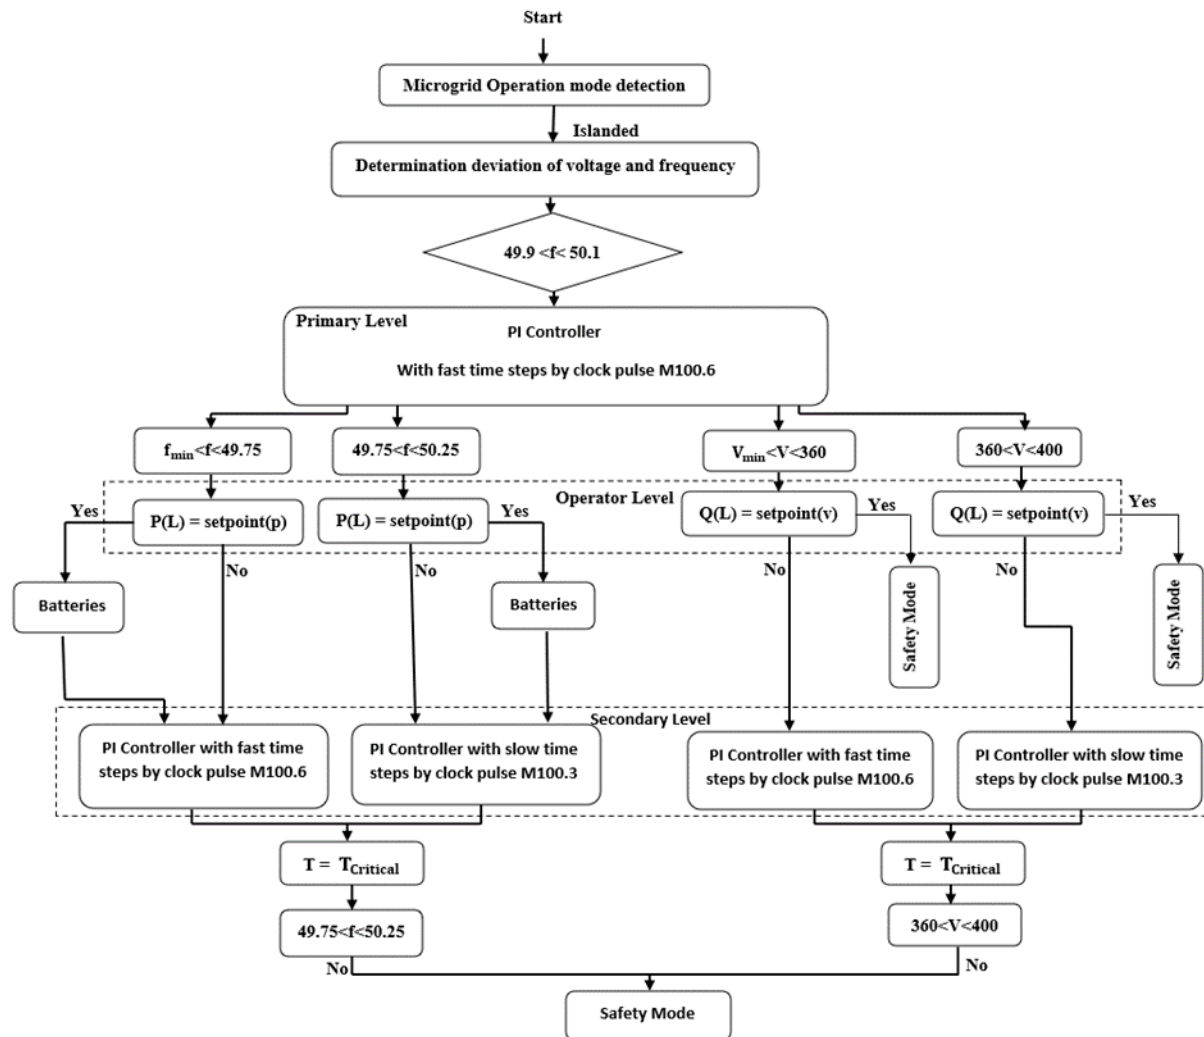 Start
Microgrid Operation mode detection
Islanded
Determination deviation of voltage and frequency
49.9 <f< 50.1
Primary Level
PI Controller
With fast time steps by clock pulse M100.6
f_min<f<49.75
49.75<f<50.25
V_min<V<360
360<V<400
Operator Level
Yes
P(L) = setpoint(p)
P(L) = setpoint(p)
Yes
Q(L) = setpoint(v)
Yes
Q(L) = setpoint(v)
Yes
No
No
No
No
Batteries
Batteries
Safety Mode
Safety Mode
Secondary Level
PI Controller with fast time
steps by clock pulse M100.6
PI Controller with slow time
steps by clock pulse M100.3
PI Controller with fast time
steps by clock pulse M100.6
PI Controller with slow time
steps by clock pulse M100.3
T = T_Critical
T = T_Critical
49.75<f<50.25
360<V<400
No
No
Safety Mode